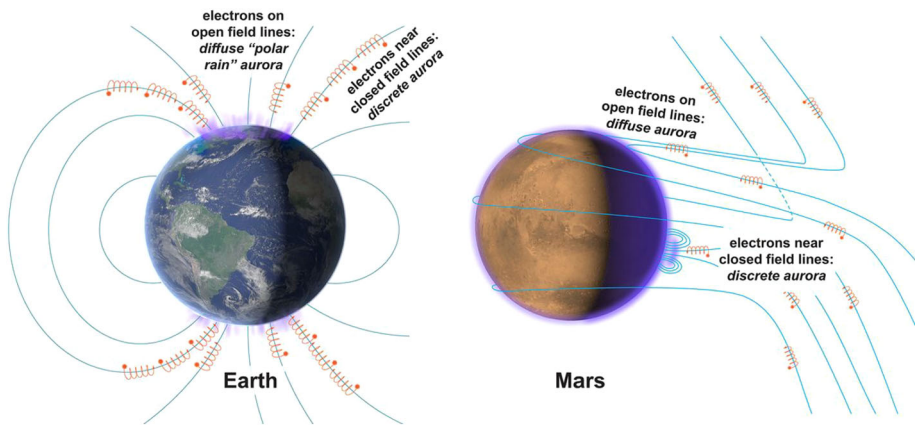 electrons on
open field lines:
diffuse “polar
rain” aurora
electrons near
closed field lines:
discrete aurora
Earth
electrons on
open field lines:
diffuse aurora
electrons near
closed field lines:
discrete aurora
Mars